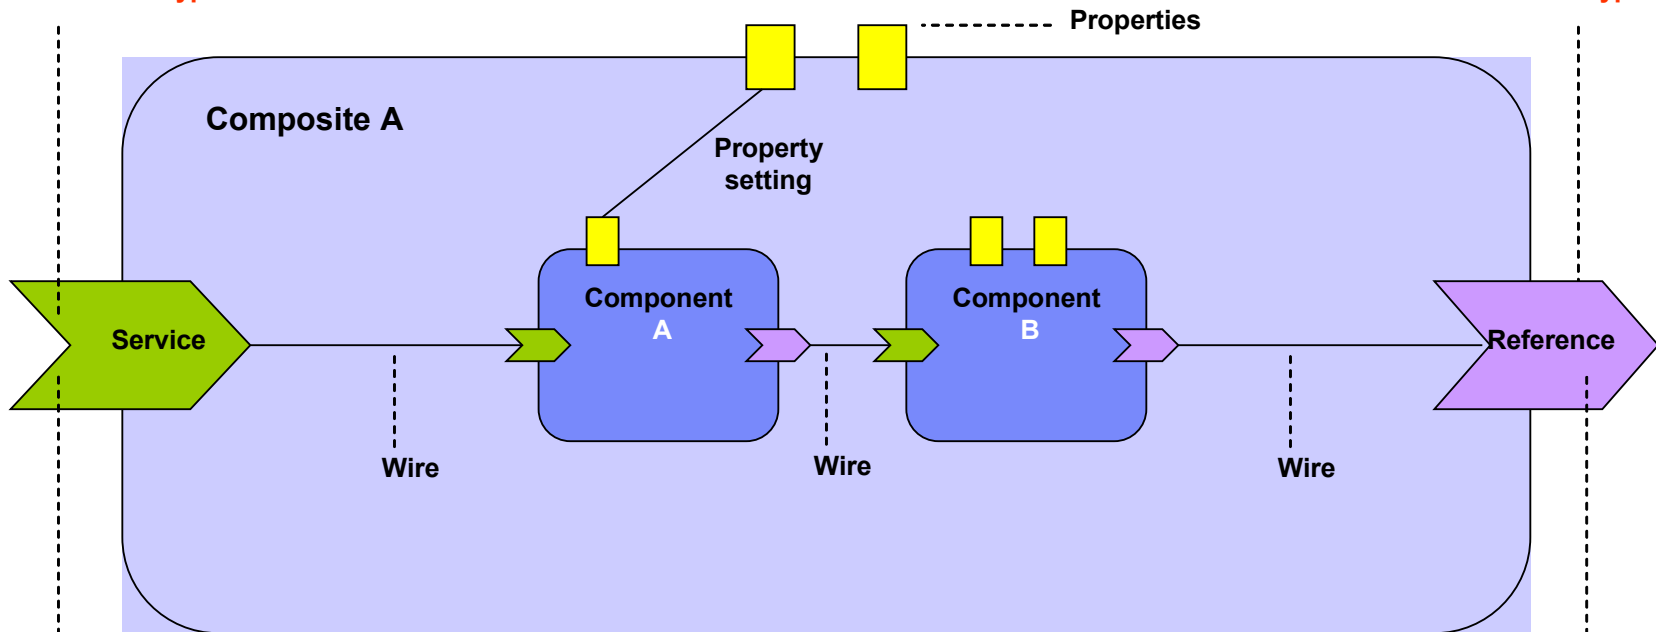 Properties
Composite A
Property
setting
Component
A
Component
B
Service
Reference
Wire
Wire
Wire